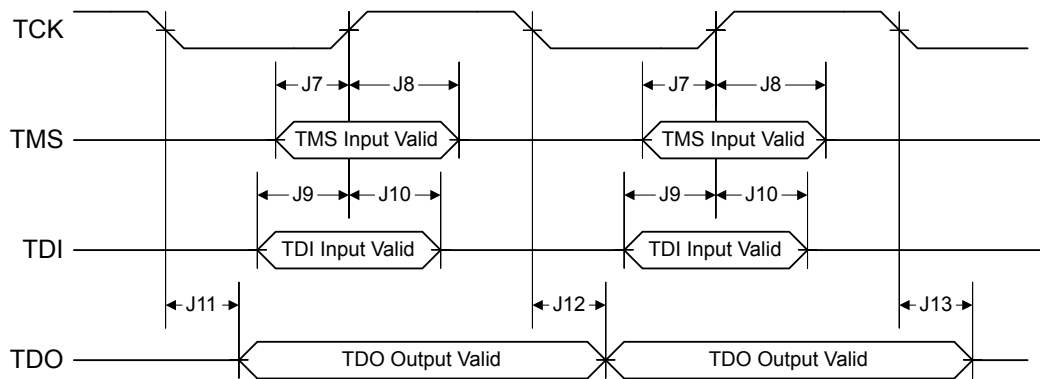 TCK
J7 J8 J7 J8
TMS TMS Input Valid TMS Input Valid
J9 J10 J9 J10
TDI TDI Input Valid TDI Input Valid
J11 J12 J13
TDO TDO Output Valid TDO Output Valid